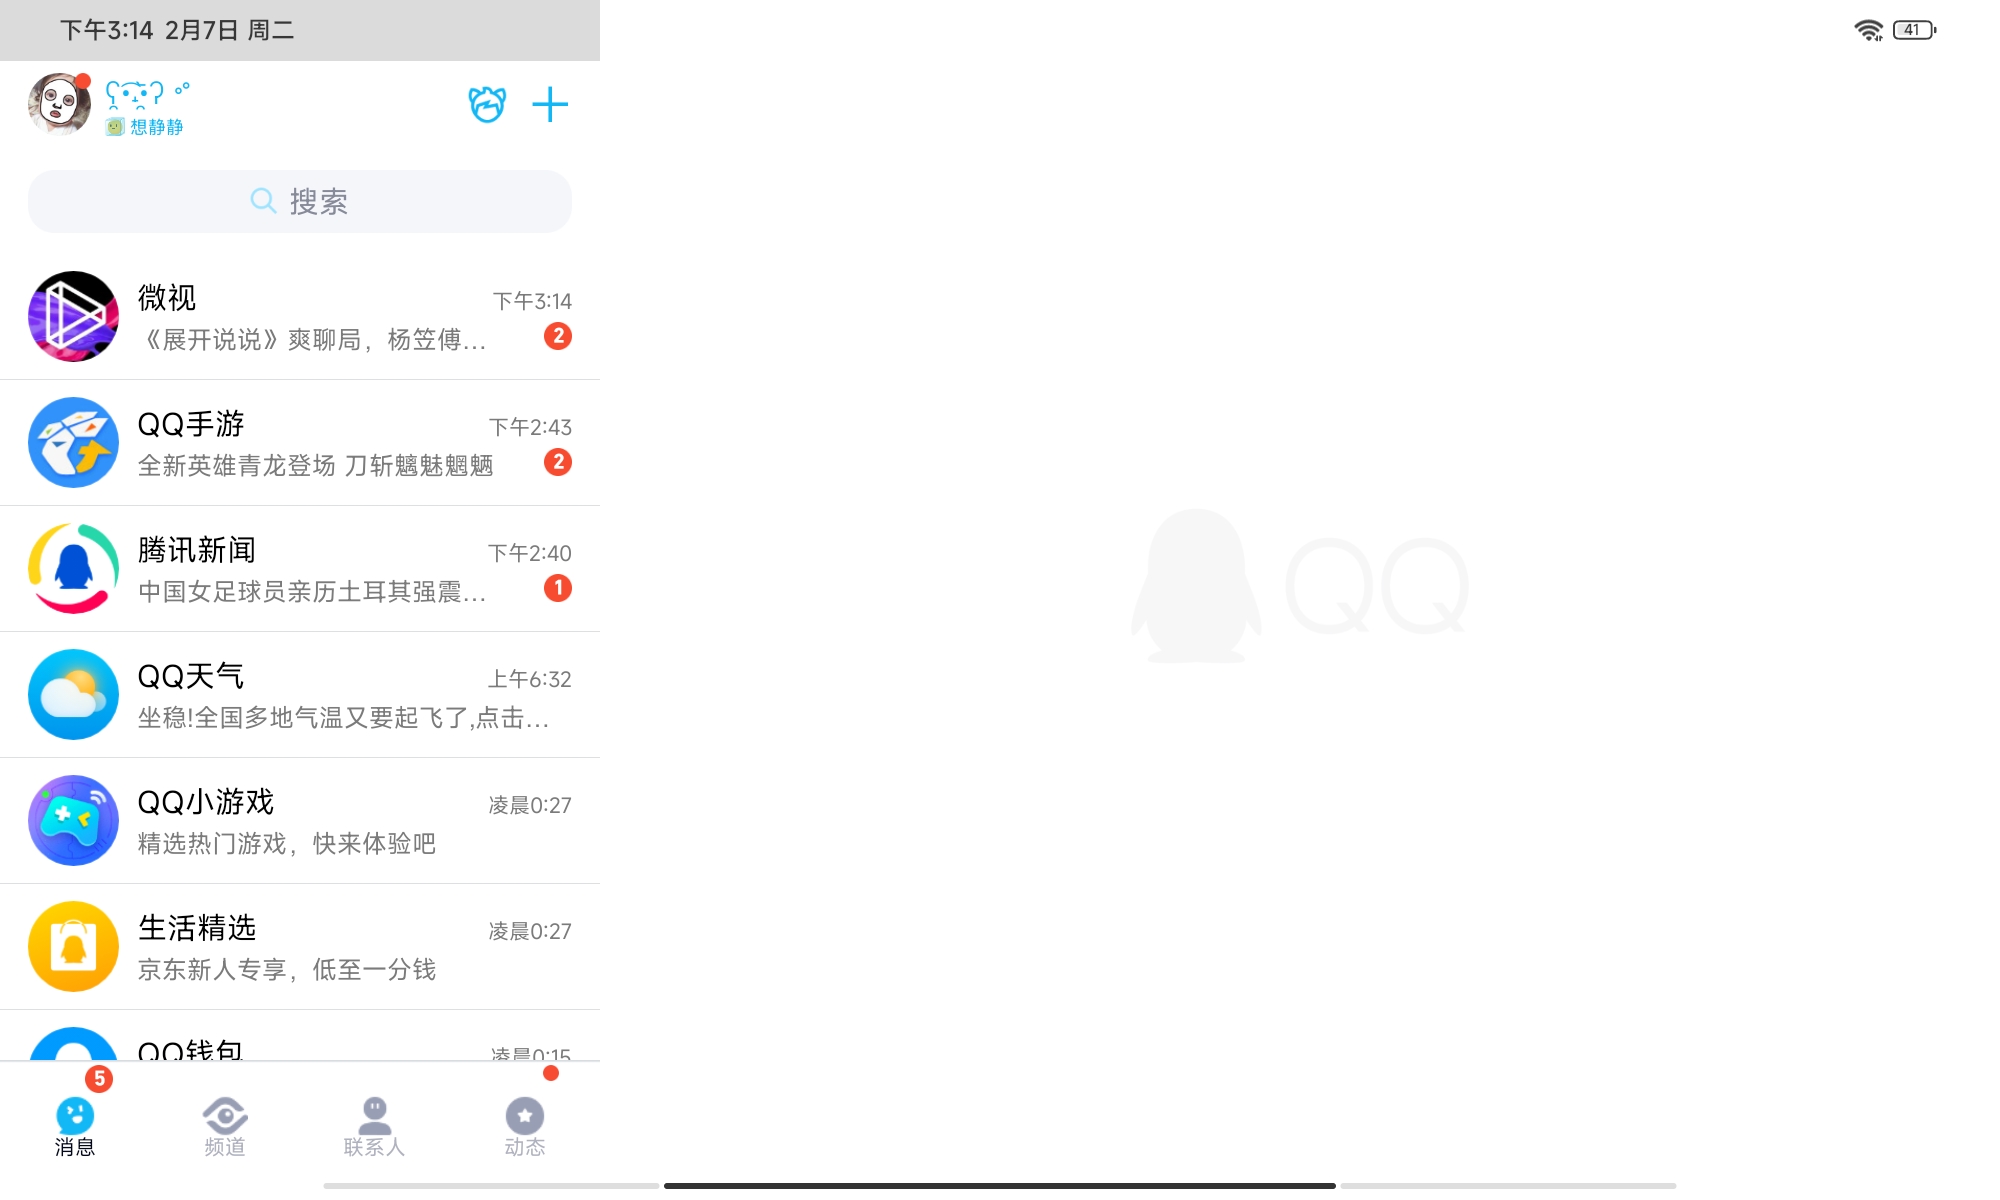 下午3:14 2月7日 周二
41
想静静
搜索
微视
下午3:14
《展开说说》爽聊局，杨笠傅...
2
QQ手游
下午2:43
全新英雄青龙登场 刀斩魑魅魍魉
2
腾讯新闻
下午2:40
中国女足球员亲历土耳其强震...
1
QQ天气
上午6:32
坐稳!全国多地气温又要起飞了,点击...
QQ小游戏
凌晨0:27
精选热门游戏，快来体验吧
生活精选
凌晨0:27
京东新人专享，低至一分钱
QQ钱包
凌晨0:15
5
消息
频道
联系人
动态
QQ